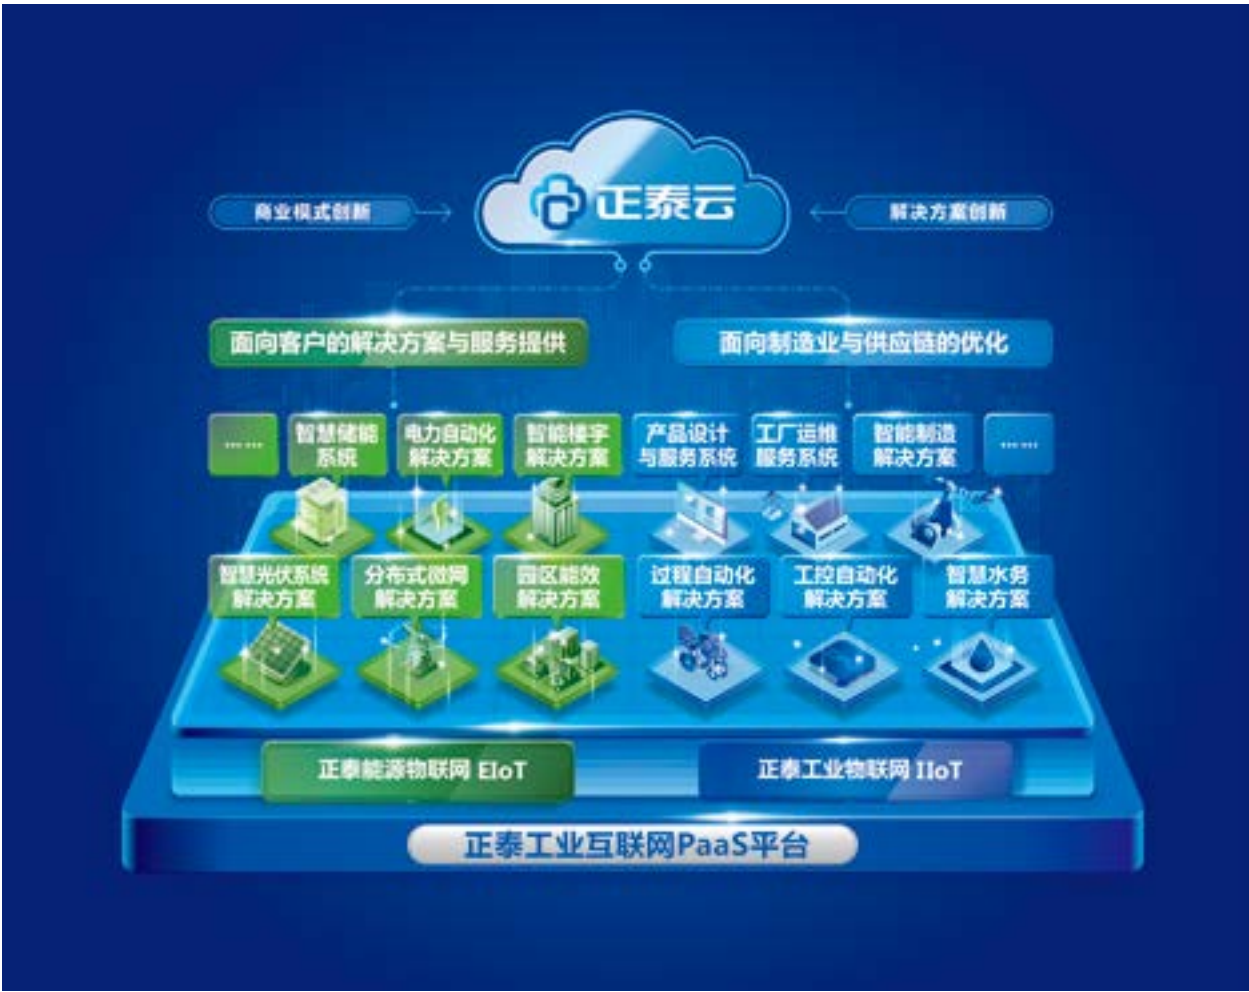 正泰云
商业模式创新
解决方案创新
面向客户的解决方案与服务提供
面向制造业与供应链的优化
……
智慧储能
系统
电力自动化
解决方案
智能楼宇
解决方案
产品设计
与服务系统
工厂运维
服务系统
智能制造
解决方案
……
智慧光伏系统
解决方案
分布式微网
解决方案
园区能效
解决方案
过程自动化
解决方案
工控自动化
解决方案
智慧水务
解决方案
正泰能源物联网 EIoT
正泰工业物联网 IIoT
正泰工业互联网PaaS平台